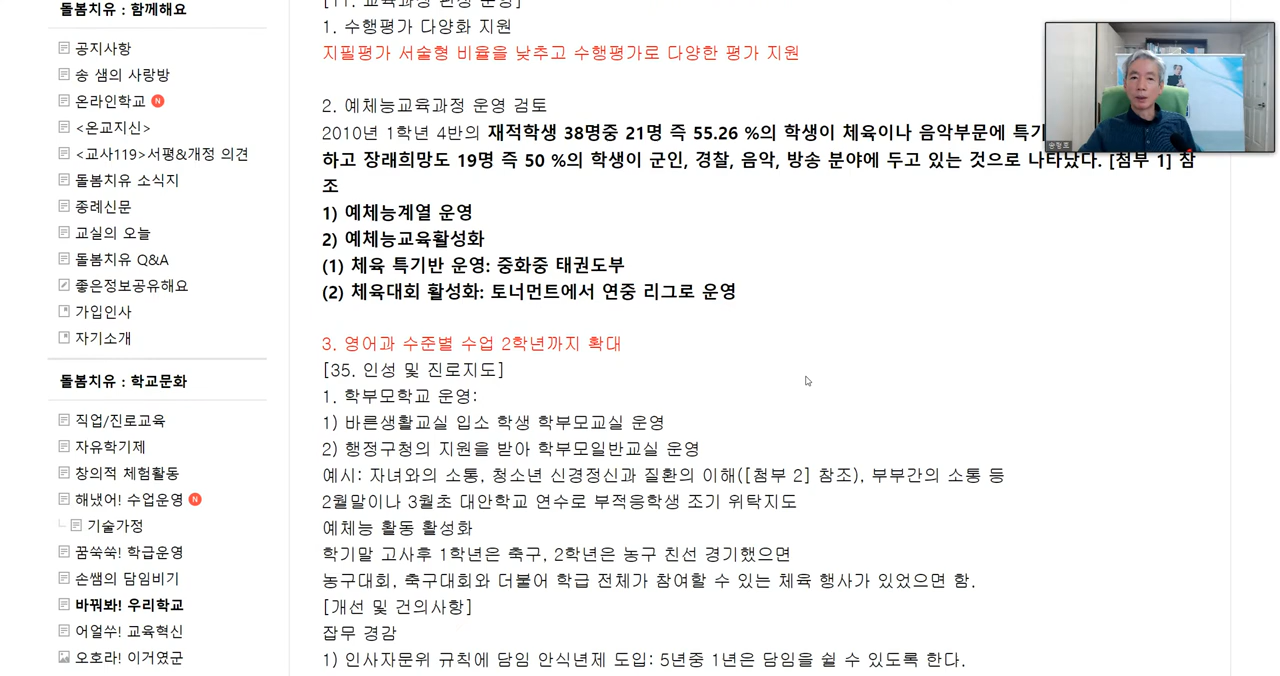 돌봄치유 : 함께해요
공지사항
송 샘의 사랑방
온라인학교 N
<온교지신>
<교사119>서평&개정 의견
돌봄치유 소식지
종례신문
교실의 오늘
돌봄치유 Q&A
좋은정보공유해요
가입인사
자기소개
돌봄치유 : 학교문화
직업/진로교육
자유학기제
창의적 체험활동
해냈어! 수업운영 N
기술가정
꿈쑥쑥! 학급운영
손쌤의 담임비기
바꿔봐! 우리학교
어얼쑤! 교육혁신
오호라! 이거였군
[11. 교육과정 편성 운영]
1. 수행평가 다양화 지원
지필평가 서술형 비율을 낮추고 수행평가로 다양한 평가 지원
2. 예체능교육과정 운영 검토
2010년 1학년 4반의 재적학생 38명중 21명 즉 55.26 %의 학생이 체육이나 음악부문에 특기
하고 장래희망도 19명 즉 50 %의 학생이 군인, 경찰, 음악, 방송 분야에 두고 있는 것으로 나타났다. [첨부 1] 참
조
1) 예체능계열 운영
2) 예체능교육활성화
(1) 체육 특기반 운영: 중화중 태권도부
(2) 체육대회 활성화: 토너먼트에서 연중 리그로 운영
3. 영어과 수준별 수업 2학년까지 확대
[35. 인성 및 진로지도]
1. 학부모학교 운영:
1) 바른생활교실 입소 학생 학부모교실 운영
2) 행정구청의 지원을 받아 학부모일반교실 운영
예시: 자녀와의 소통, 청소년 신경정신과 질환의 이해([첨부 2] 참조), 부부간의 소통 등
2월말이나 3월초 대안학교 연수로 부적응학생 조기 위탁지도
예체능 활동 활성화
학기말 고사후 1학년은 축구, 2학년은 농구 친선 경기했으면
농구대회, 축구대회와 더불어 학급 전체가 참여할 수 있는 체육 행사가 있었으면 함.
[개선 및 건의사항]
잡무 경감
1) 인사자문위 규칙에 담임 안식년제 도입: 5년중 1년은 담임을 쉴 수 있도록 한다.